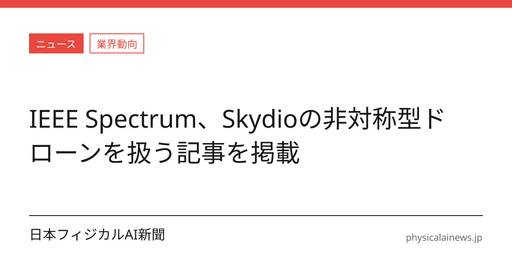 ニュース 業界動向
IEEE Spectrum、Skydioの非対称型ド
ローンを扱う記事を掲載
日本フィジカルAI新聞
physicalainews.jp